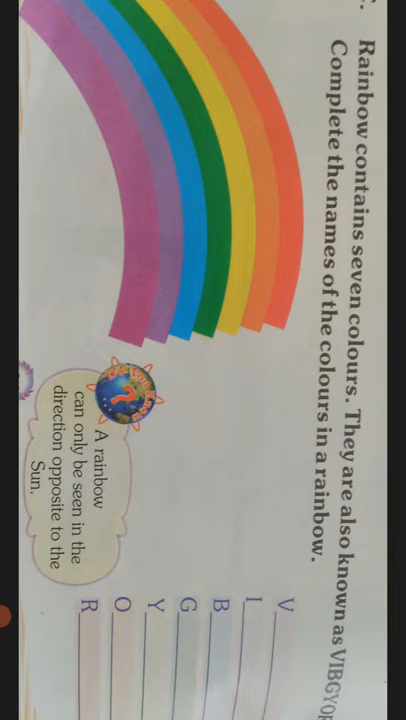 Rainbow contains seven colours. They are also known as VIBGYOR
Complete the names of the colours in a rainbow.
V
I
B
G
Y
O
R
A rainbow
can only be seen in the
direction opposite to the
Sun.